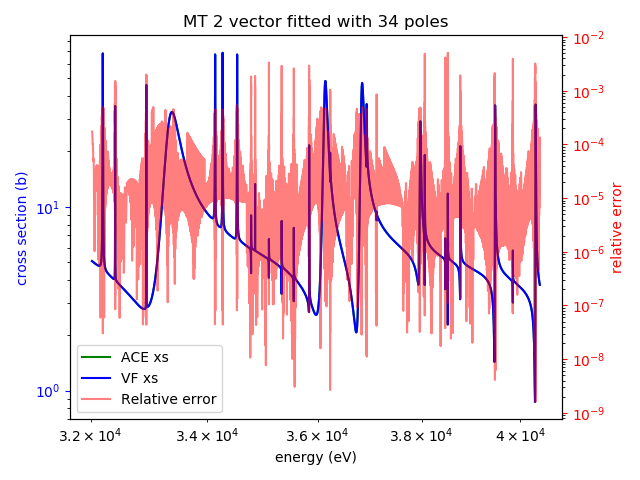 MT 2 vector fitted with 34 poles
cross section (b)
10¹
10⁰
10⁻²
10⁻³
10⁻⁴
10⁻⁵
10⁻⁶
10⁻⁷
10⁻⁸
10⁻⁹
relative error
ACE xs
VF xs
Relative error
3.2 × 10⁴ 3.4 × 10⁴ 3.6 × 10⁴ 3.8 × 10⁴ 4 × 10⁴
energy (eV)